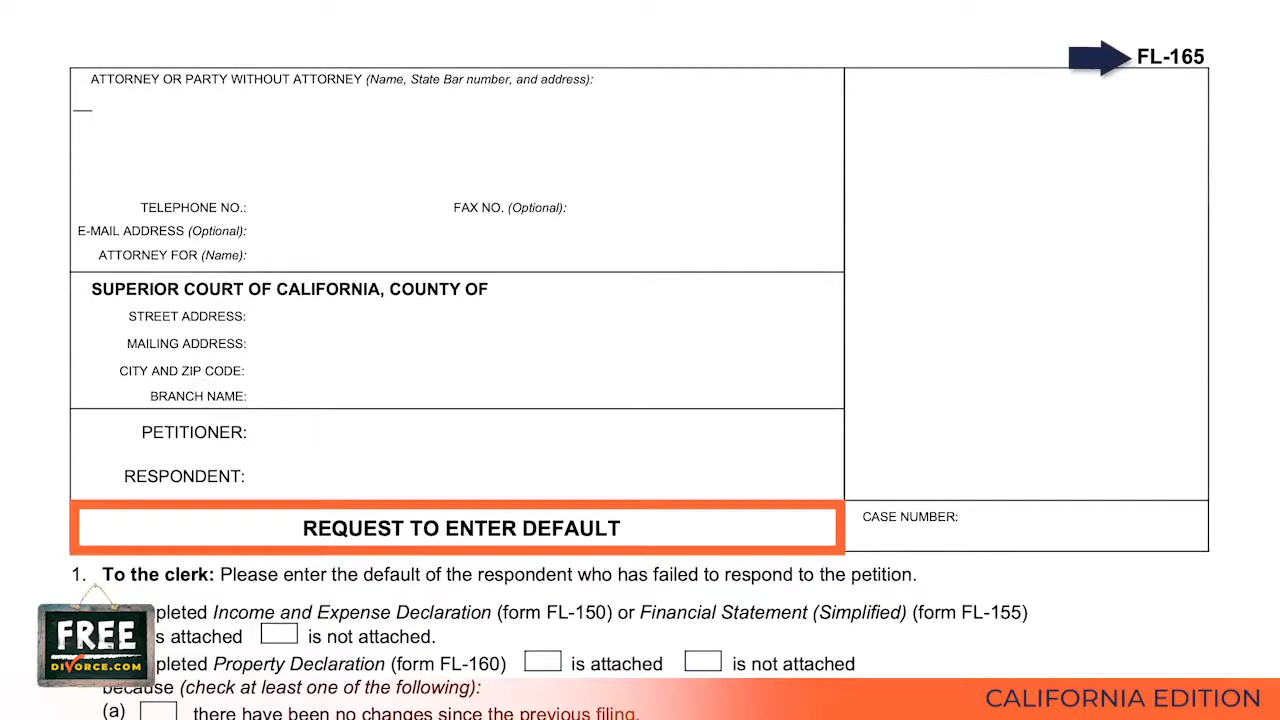 FL-165
ATTORNEY OR PARTY WITHOUT ATTORNEY (Name, State Bar number, and address):
TELEPHONE NO.: FAX NO. (Optional):
E-MAIL ADDRESS (Optional):
ATTORNEY FOR (Name):
SUPERIOR COURT OF CALIFORNIA, COUNTY OF
STREET ADDRESS:
MAILING ADDRESS:
CITY AND ZIP CODE:
BRANCH NAME:
PETITIONER:
RESPONDENT:
REQUEST TO ENTER DEFAULT
CASE NUMBER:
1. To the clerk: Please enter the default of the respondent who has failed to respond to the petition.
pleted Income and Expense Declaration (form FL-150) or Financial Statement (Simplified) (form FL-155)
s attached is not attached.
pleted Property Declaration (form FL-160) is attached is not attached
because (check at least one of the following):
(a) there have been no changes since the previous filing.
FREE
DIVORCE.COM
CALIFORNIA EDITION